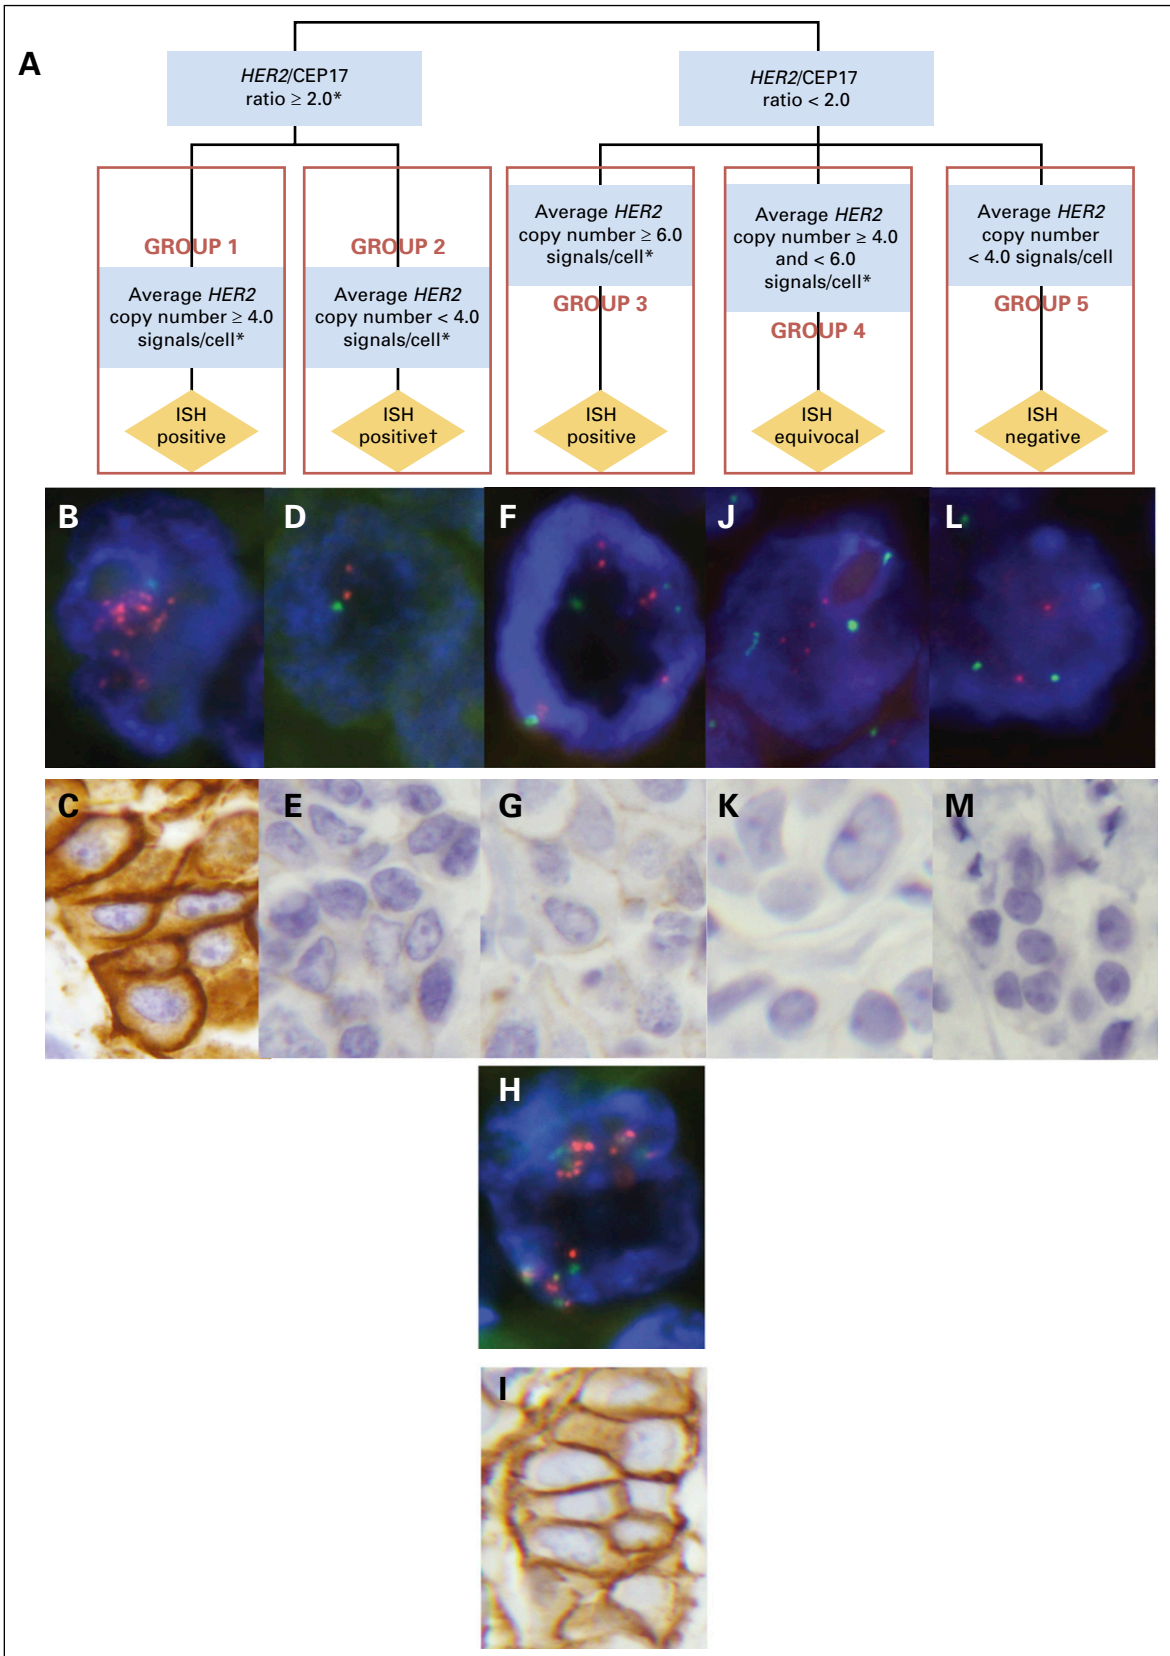 A
HER2/CEP17
ratio ≥ 2.0*
HER2/CEP17
ratio < 2.0
GROUP 1
Average HER2
copy number ≥ 4.0
signals/cell*
ISH
positive
GROUP 2
Average HER2
copy number < 4.0
signals/cell*
ISH
positive†
Average HER2
copy number ≥ 6.0
signals/cell*
GROUP 3
ISH
positive
Average HER2
copy number ≥ 4.0
and < 6.0
signals/cell*
GROUP 4
ISH
equivocal
Average HER2
copy number
< 4.0 signals/cell
GROUP 5
ISH
negative
B
D
F
J
L
C
E
G
K
M
H
I